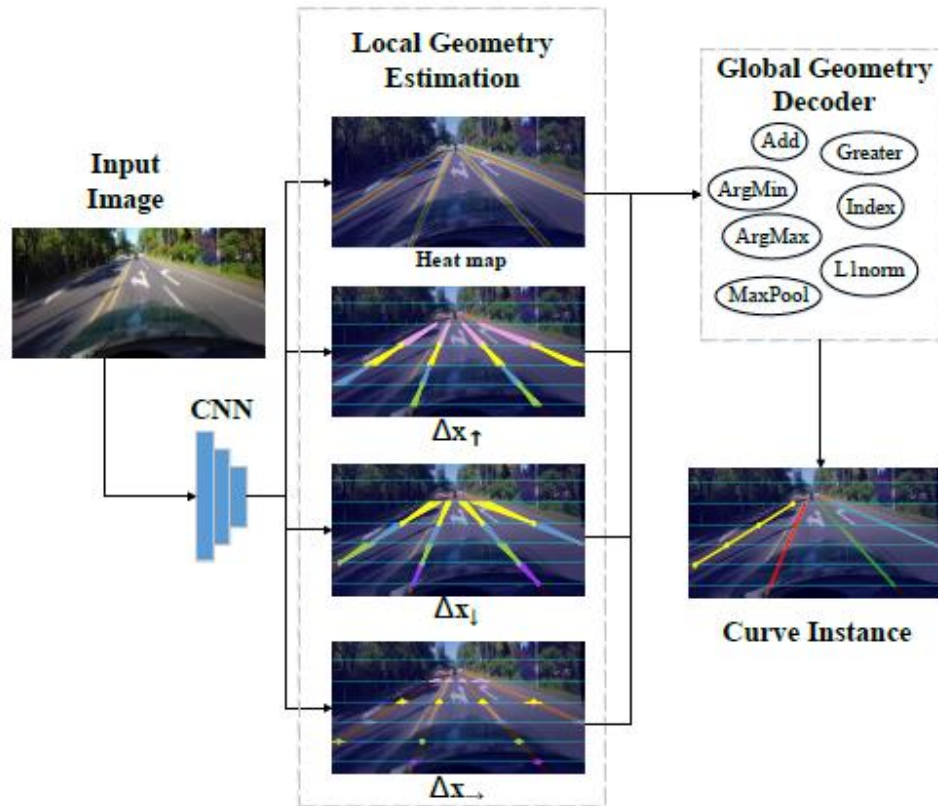 Local Geometry
Estimation
Global Geometry
Decoder
Add
Greater
ArgMin
Index
ArgMax
L1norm
MaxPool
Input
Image
Heat map
CNN
Δx↑
Δx↓
Δx→
Curve Instance